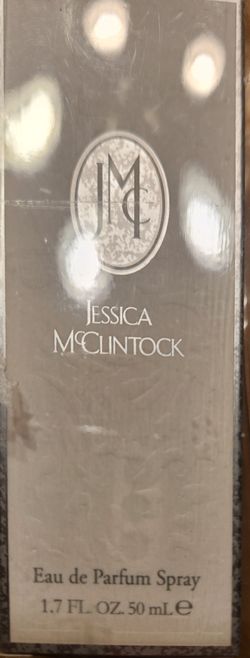 JMC
JESSICA
McCLINTOCK
Eau de Parfum Spray
1.7 FL. OZ. 50 mL e